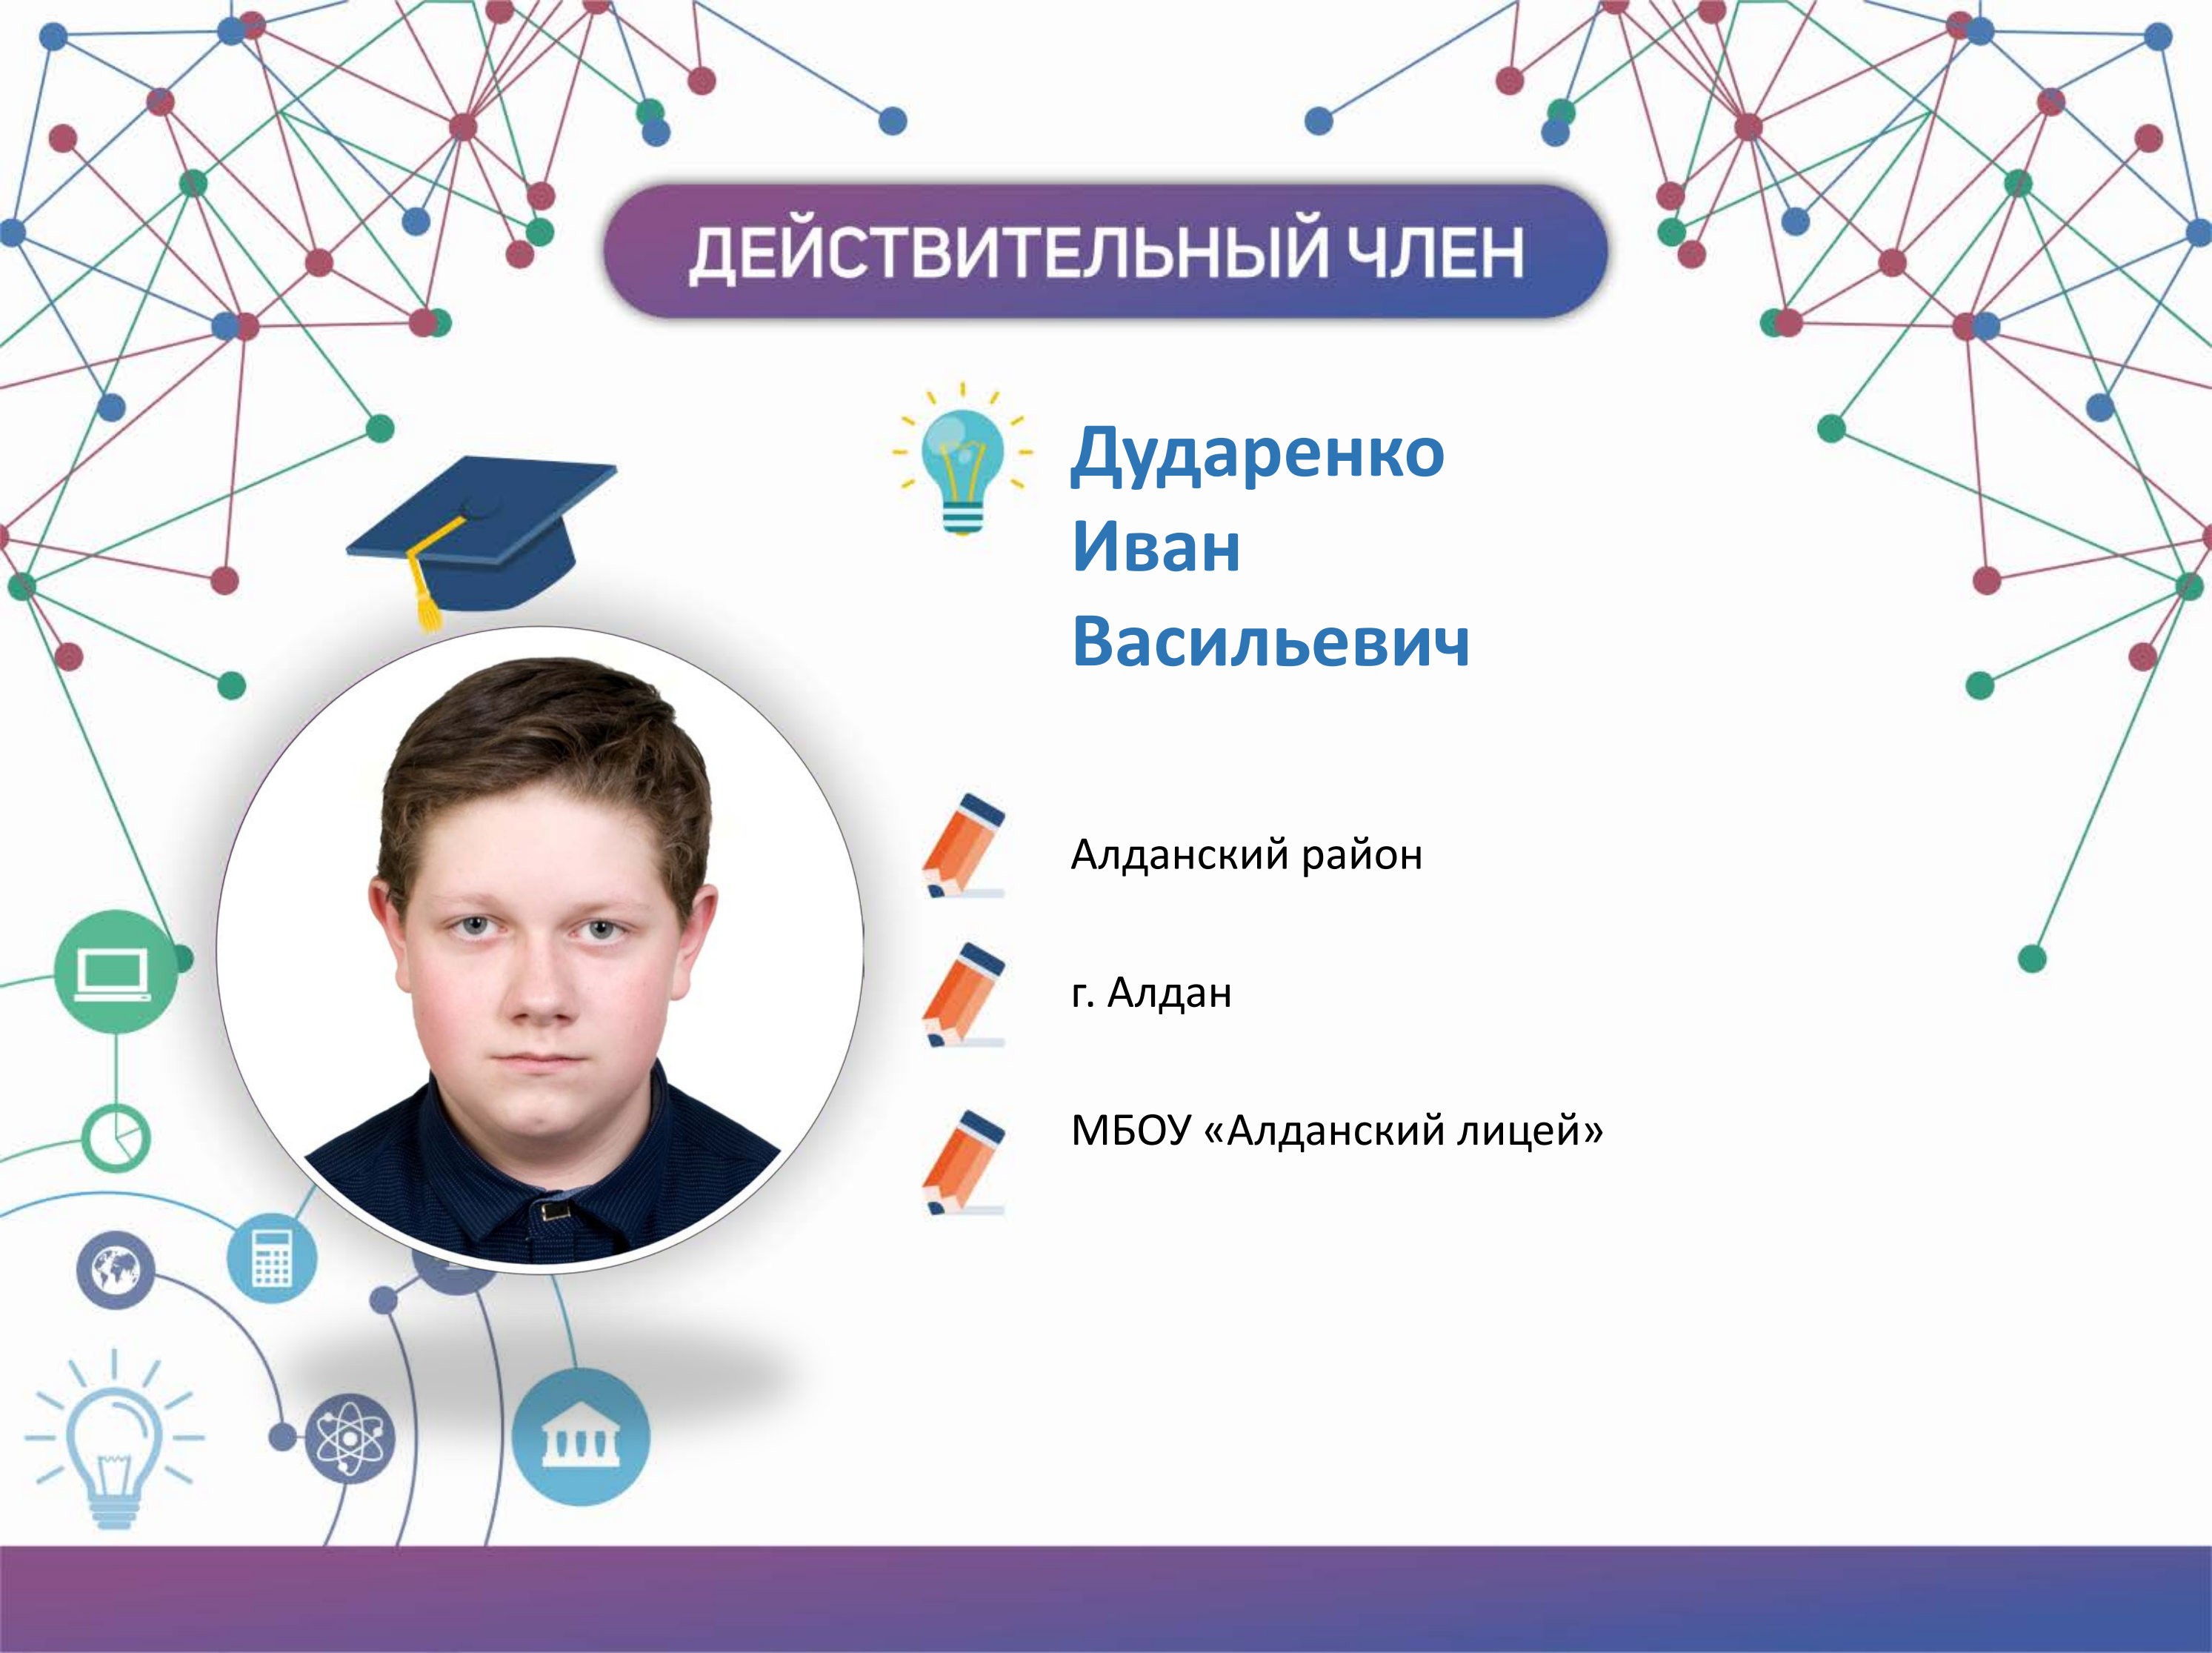 ДЕЙСТВИТЕЛЬНЫЙ ЧЛЕН
Дударенко
Иван
Васильевич
Алданский район
г. Алдан
МБОУ «Алданский лицей»